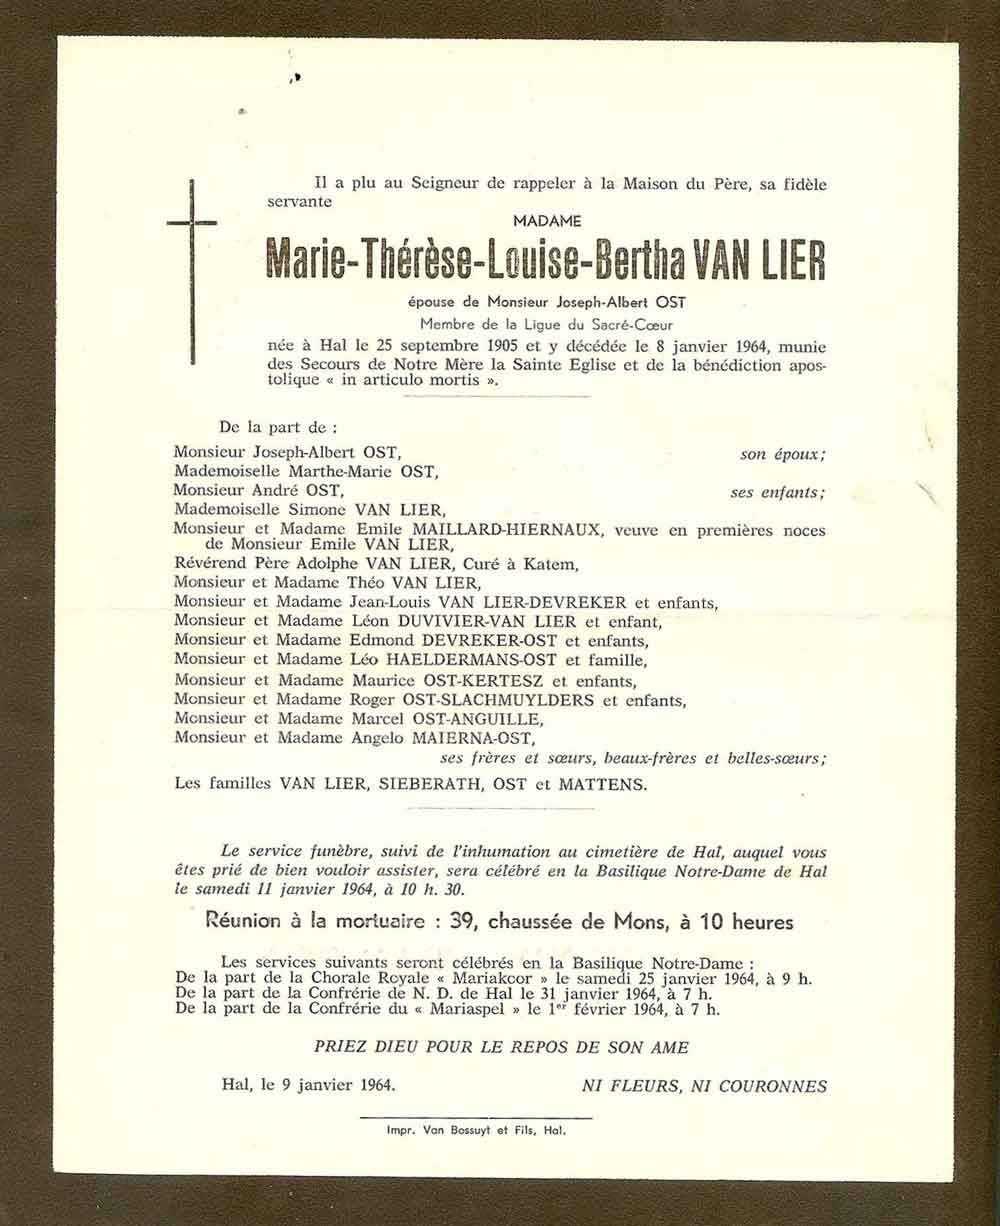 Il a plu au Seigneur de rappeler à la Maison du Père, sa fidèle
servante
MADAME
Marie-Thérèse-Louise-Bertha VAN LIER
épouse de Monsieur Joseph-Albert OST
Membre de la Ligue du Sacré-Cœur
née à Hal le 25 septembre 1905 et y décédée le 8 janvier 1964, munie
des Secours de Notre Mère la Sainte Eglise et de la bénédiction apos-
tolique « in articulo mortis ».
De la part de :
Monsieur Joseph-Albert OST, son époux;
Mademoiselle Marthe-Marie OST,
Monsieur André OST, ses enfants;
Mademoiselle Simone VAN LIER,
Monsieur et Madame Emile MAILLARD-HIERNAUX, veuve en premières noces
de Monsieur Emile VAN LIER,
Révérend Père Adolphe VAN LIER, Curé à Katem,
Monsieur et Madame Théo VAN LIER,
Monsieur et Madame Jean-Louis VAN LIER-DEVREKER et enfants,
Monsieur et Madame Léon DUVIVIER-VAN LIER et enfant,
Monsieur et Madame Edmond DEVREKER-OST et enfants,
Monsieur et Madame Léo HAELDERMANS-OST et famille,
Monsieur et Madame Maurice OST-KERTESZ et enfants,
Monsieur et Madame Roger OST-SLACHMUYLDERS et enfants,
Monsieur et Madame Marcel OST-ANGUILLE,
Monsieur et Madame Angelo MAIERNA-OST,
ses frères et sœurs, beaux-frères et belles-sœurs;
Les familles VAN LIER, SIEBERATH, OST et MATTENS.
Le service funèbre, suivi de l'inhumation au cimetière de Hal, auquel vous
êtes prié de bien vouloir assister, sera célébré en la Basilique Notre-Dame de Hal
le samedi 11 janvier 1964, à 10 h. 30.
Réunion à la mortuaire : 39, chaussée de Mons, à 10 heures
Les services suivants seront célébrés en la Basilique Notre-Dame :
De la part de la Chorale Royale « Mariakoor » le samedi 25 janvier 1964, à 9 h.
De la part de la Confrérie de N. D. de Hal le 31 janvier 1964, à 7 h.
De la part de la Confrérie du « Mariaspel » le 1er février 1964, à 7 h.
PRIEZ DIEU POUR LE REPOS DE SON AME
Hal, le 9 janvier 1964. NI FLEURS, NI COURONNES
Impr. Van Bossuyt et Fils, Hal.